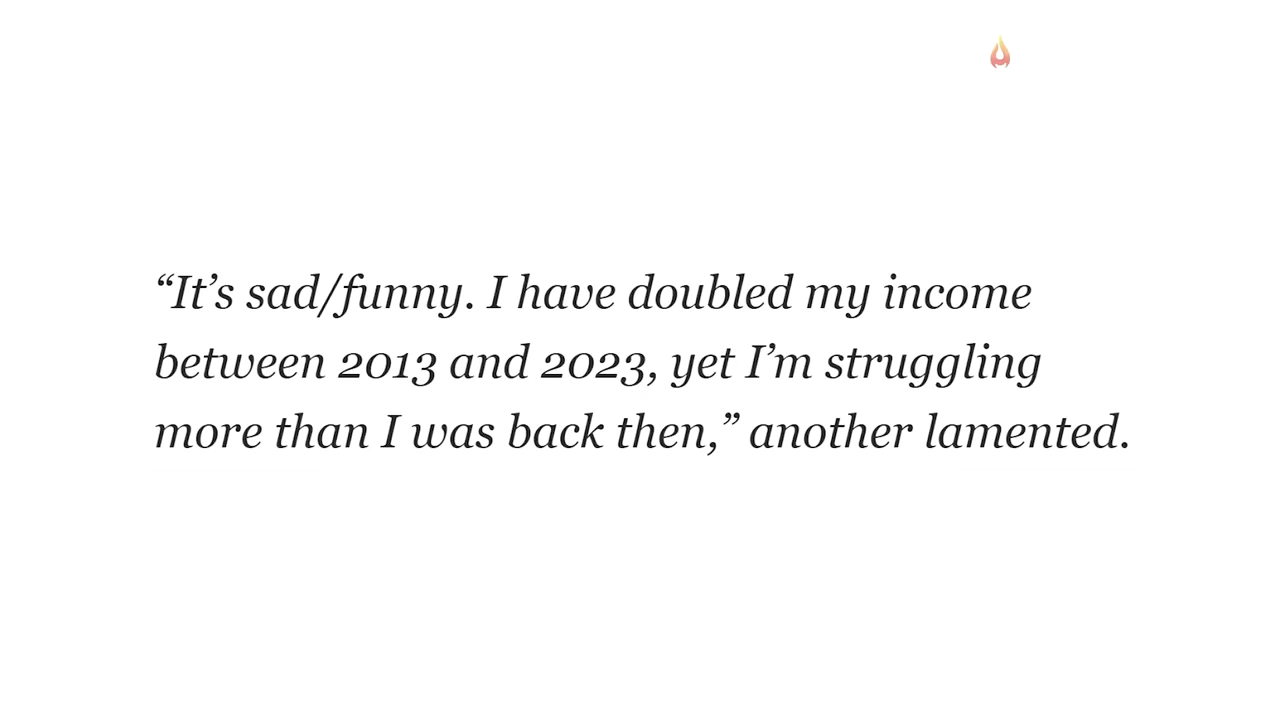 “It’s sad/funny. I have doubled my income
between 2013 and 2023, yet I’m struggling
more than I was back then,” another lamented.